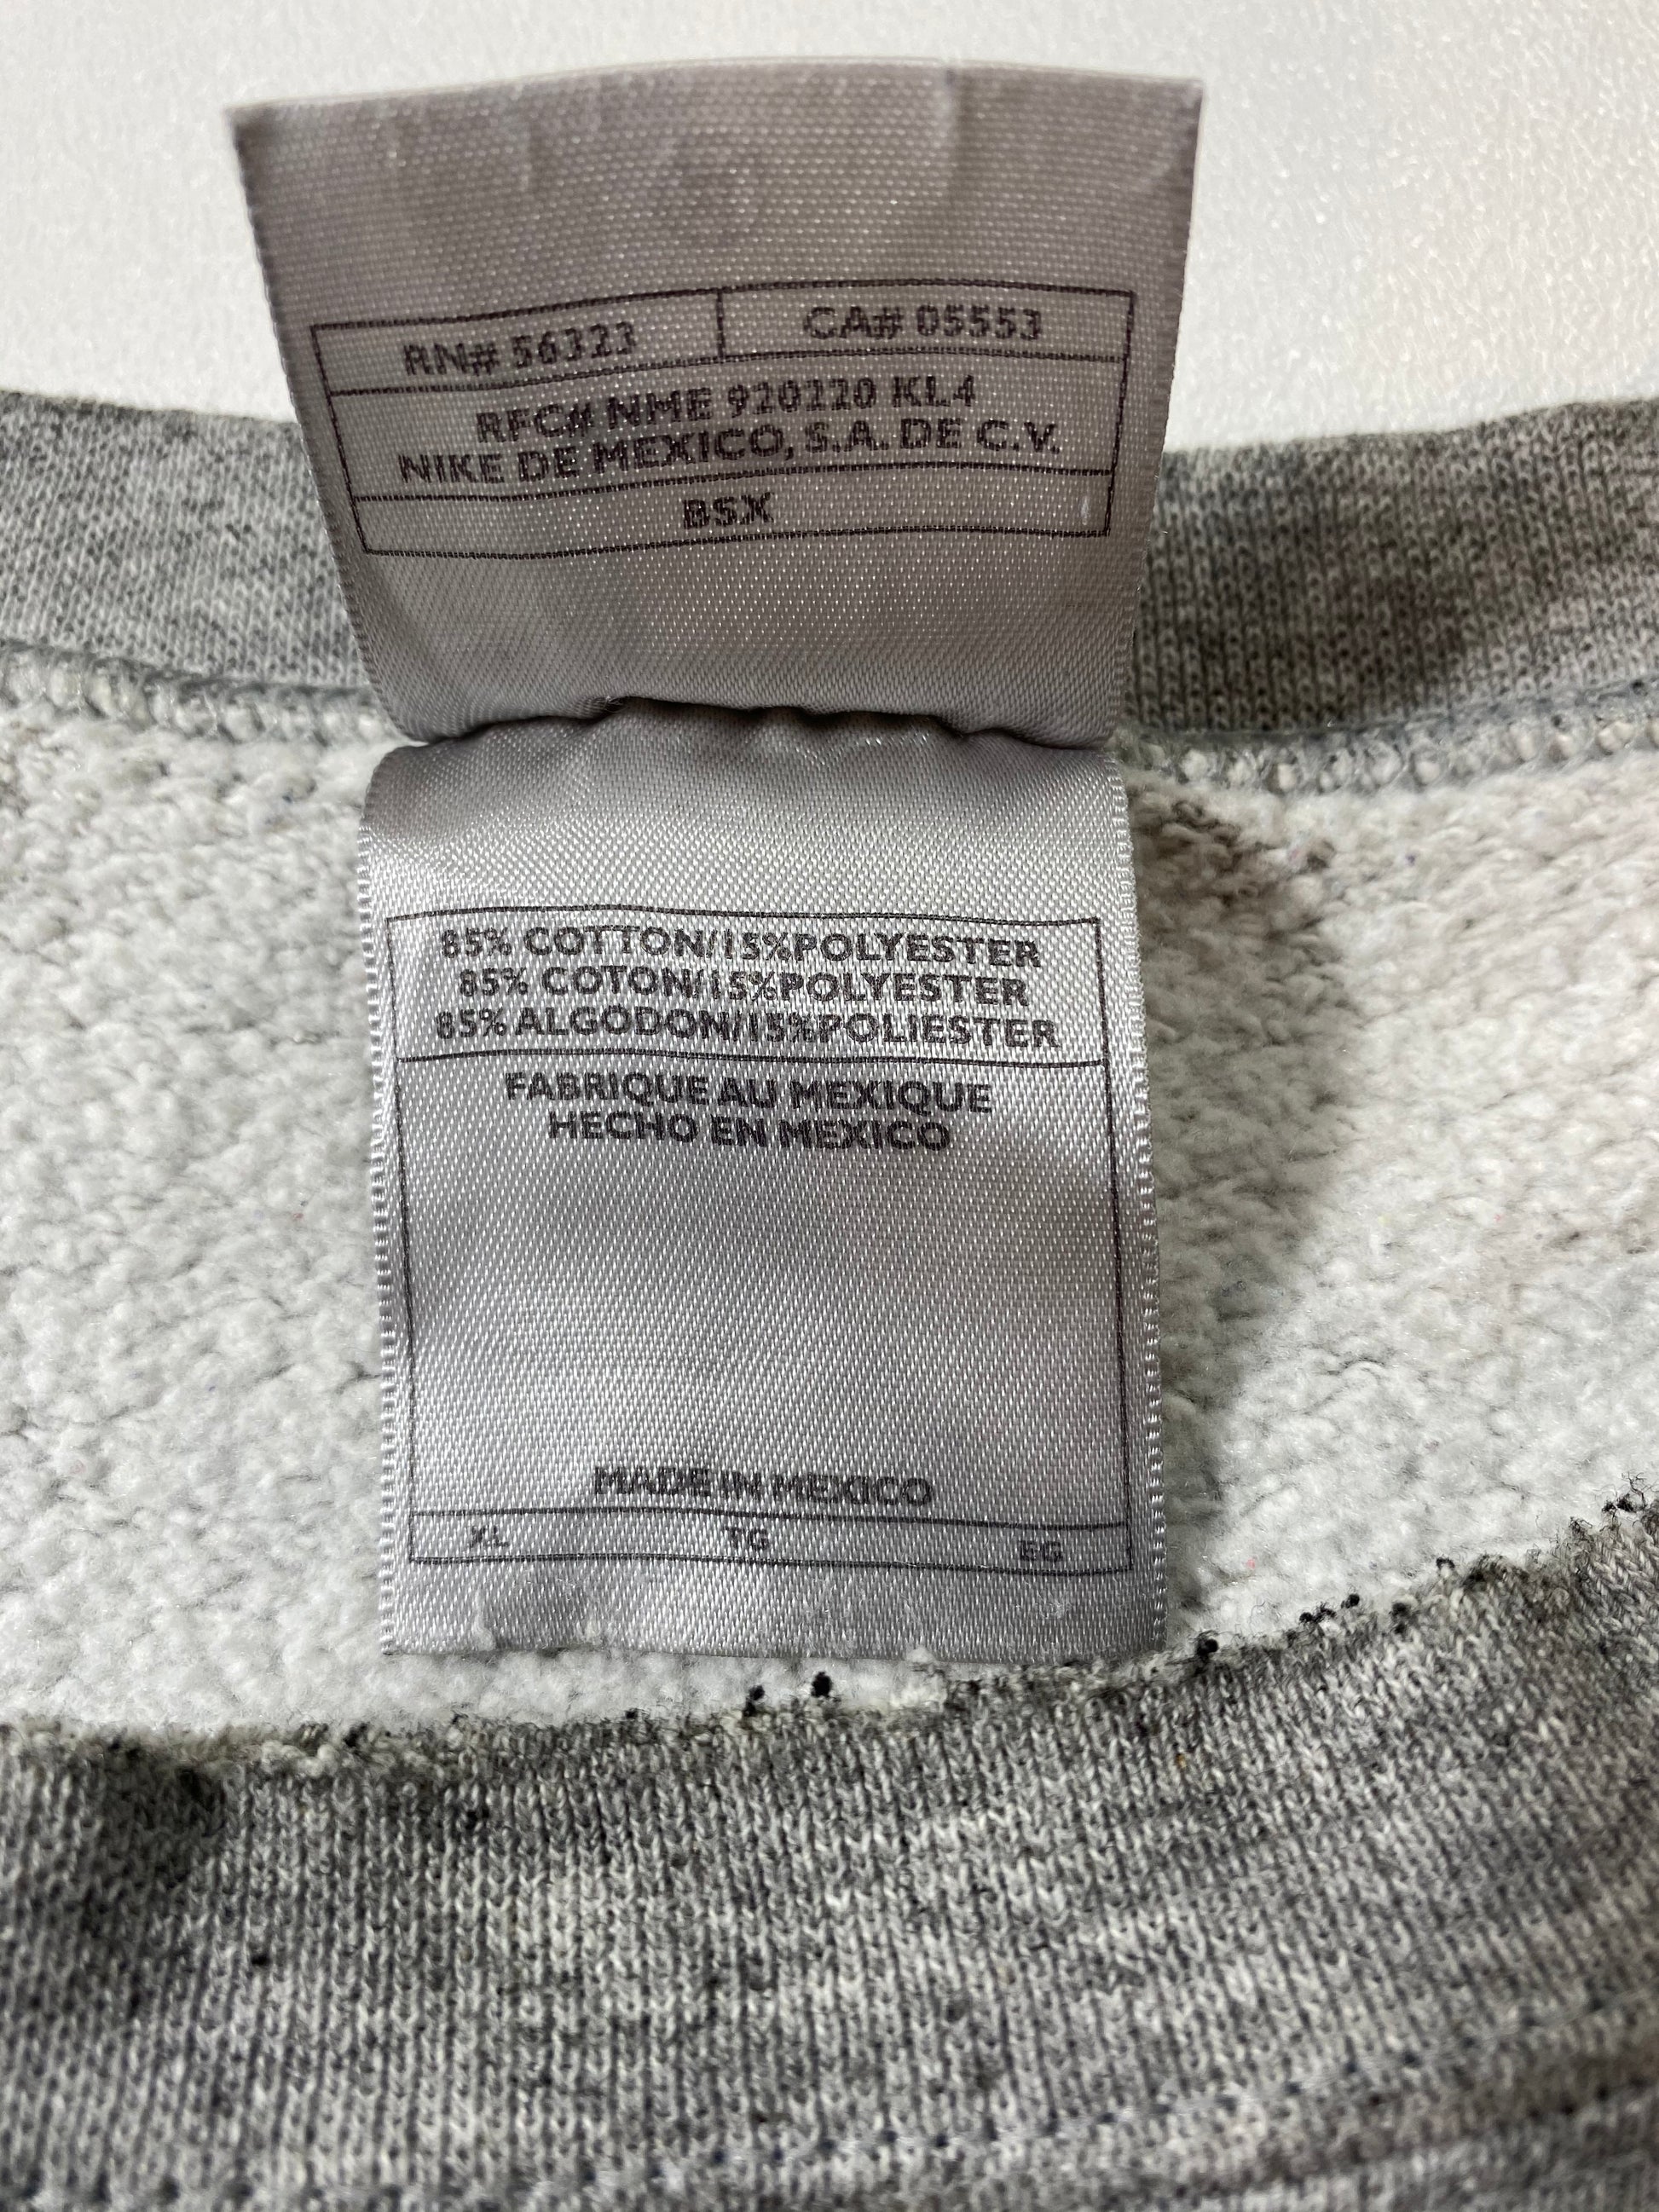 RN# 56323 CA# 05553
RFC# NME 920220 KL4
NIKE DE MEXICO, S.A. DE C.V.
BSX
85% COTTON/15%POLYESTER
85% COTON/15%POLYESTER
85% ALGODON/15%POLIESTER
FABRIQUE AU MEXIQUE
HECHO EN MEXICO
MADE IN MEXICO
XL TG EG